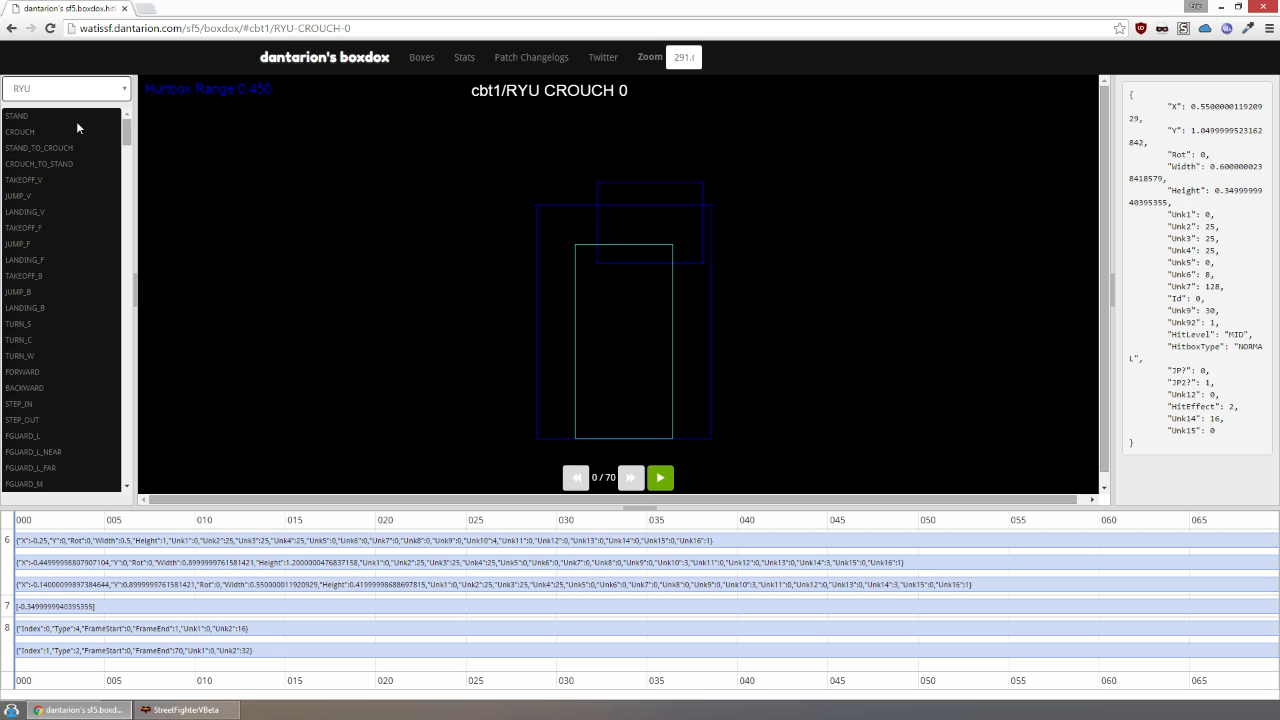 dantarion's sf5.boxdox.hiti
Eric
watissf.dantarion.com/sf5/boxdox/#cbt1/RYU-CROUCH-0
dantarion's boxdox
Boxes
Stats
Patch Changelogs
Twitter
Zoom
291.
RYU
STAND
CROUCH
STAND_TO_CROUCH
CROUCH_TO_STAND
TAKEOFF_V
JUMP_V
LANDING_V
TAKEOFF_F
JUMP_F
LANDING_F
TAKEOFF_B
JUMP_B
LANDING_B
TURN_S
TURN_C
TURN_W
FORWARD
BACKWARD
STEP_IN
STEP_OUT
FGUARD_L
FGUARD_L_NEAR
FGUARD_L_FAR
FGUARD_M
Hurtbox Range 0.450
cbt1/RYU CROUCH 0
0 / 70
{
"X": 0.5500000119209
29,
"Y": 1.0499999523162
842,
"Rot": 0,
"Width": 0.600000023
8418579,
"Height": 0.34999999
40395355,
"Unk1": 0,
"Unk2": 25,
"Unk3": 25,
"Unk4": 25,
"Unk5": 0,
"Unk6": 8,
"Unk7": 128,
"Id": 0,
"Unk9": 30,
"Unk92": 1,
"HitLevel": "MID",
"HitboxType": "NORMA
L",
"JP?": 0,
"JP2?": 1,
"Unk12": 0,
"HitEffect": 2,
"Unk14": 16,
"Unk15": 0
}
000 005 010 015 020 025 030 035 040 045 050 055 060 065
6
{"X":-0.25,"Y":0,"Rot":0,"Width":0.5,"Height":1,"Unk1":0,"Unk2":25,"Unk3":25,"Unk4":25,"Unk5":0,"Unk6":0,"Unk7":0,"Unk8":0,"Unk9":0,"Unk10":4,"Unk11":0,"Unk12":0,"Unk13":0,"Unk14":0,"Unk15":0,"Unk16":1}
{"X":-0.44999998807907104,"Y":0,"Rot":0,"Width":0.8999999761581421,"Height":1.2000000476837158,"Unk1":0,"Unk2":25,"Unk3":25,"Unk4":25,"Unk5":0,"Unk6":0,"Unk7":0,"Unk8":0,"Unk9":0,"Unk10":3,"Unk11":0,"Unk12":0,"Unk13":0,"Unk14":3,"Unk15":0,"Unk16":1}
{"X":-0.14000000059604645,"Y":0.8999999761581421,"Rot":0,"Width":0.550000011920929,"Height":0.41999998688697815,"Unk1":0,"Unk2":25,"Unk3":25,"Unk4":25,"Unk5":0,"Unk6":0,"Unk7":0,"Unk8":0,"Unk9":0,"Unk10":3,"Unk11":0,"Unk12":0,"Unk13":0,"Unk14":3,"Unk15":0,"Unk16":1}
7
[-0.3499999940395355]
8
{"Index":0,"Type":4,"FrameStart":0,"FrameEnd":1,"Unk1":0,"Unk2":16}
{"Index":1,"Type":2,"FrameStart":0,"FrameEnd":70,"Unk1":0,"Unk2":32}
000 005 010 015 020 025 030 035 040 045 050 055 060 065
dantarion's sf5.boxd...
StreetFighterVBeta